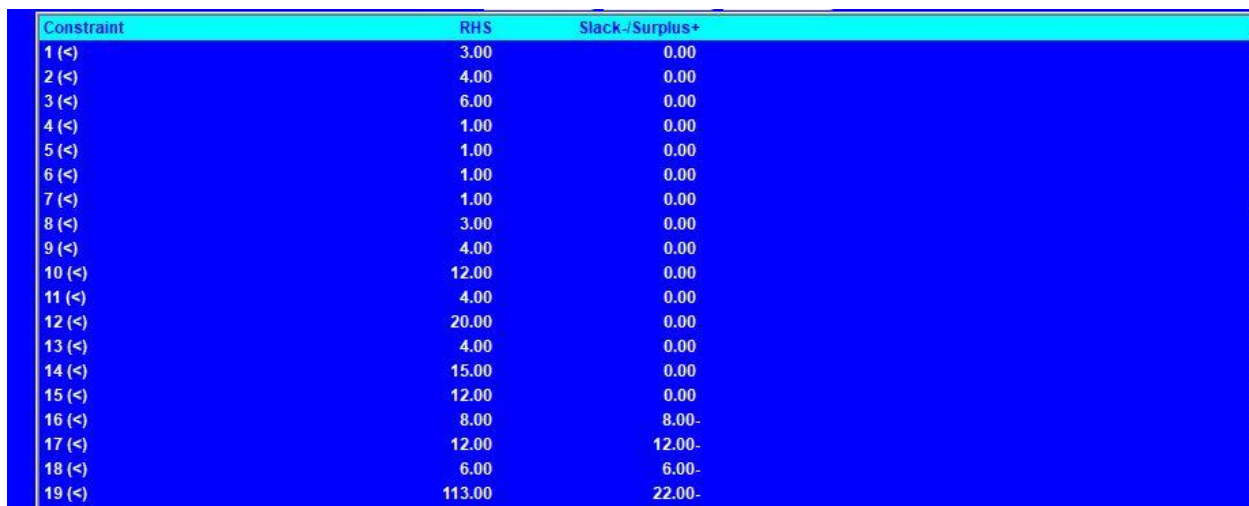 Constraint RHS Slack-/Surplus+
1 (<) 3.00 0.00
2 (<) 4.00 0.00
3 (<) 6.00 0.00
4 (<) 1.00 0.00
5 (<) 1.00 0.00
6 (<) 1.00 0.00
7 (<) 1.00 0.00
8 (<) 3.00 0.00
9 (<) 4.00 0.00
10 (<) 12.00 0.00
11 (<) 4.00 0.00
12 (<) 20.00 0.00
13 (<) 4.00 0.00
14 (<) 15.00 0.00
15 (<) 12.00 0.00
16 (<) 8.00 8.00-
17 (<) 12.00 12.00-
18 (<) 6.00 6.00-
19 (<) 113.00 22.00-